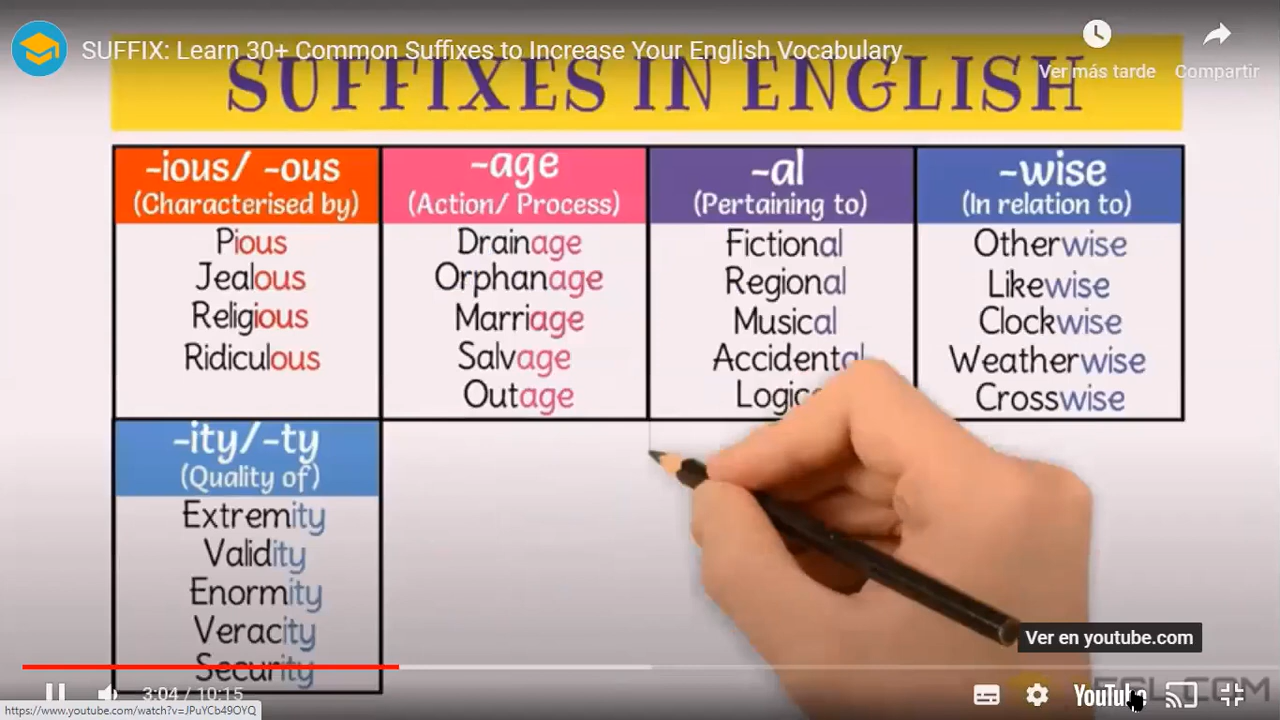 SUFFIX: Learn 30+ Common Suffixes to Increase Your English Vocabulary
Ver más tarde
Compartir
SUFFIXES IN ENGLISH
-ious/ -ous
(Characterised by)
Pious
Jealous
Religious
Ridiculous
-age
(Action/ Process)
Drainage
Orphanage
Marriage
Salvage
Outage
-al
(Pertaining to)
Fictional
Regional
Musical
Accidental
-wise
(In relation to)
Otherwise
Likewise
Clockwise
Weatherwise
Crosswise
-ity/-ty
(Quality of)
Extremity
Validity
Enormity
Veracity
Security
Ver en youtube.com
3:04 / 10:15
YouTube
https://www.youtube.com/watch?v=JPuYCb49OYQ